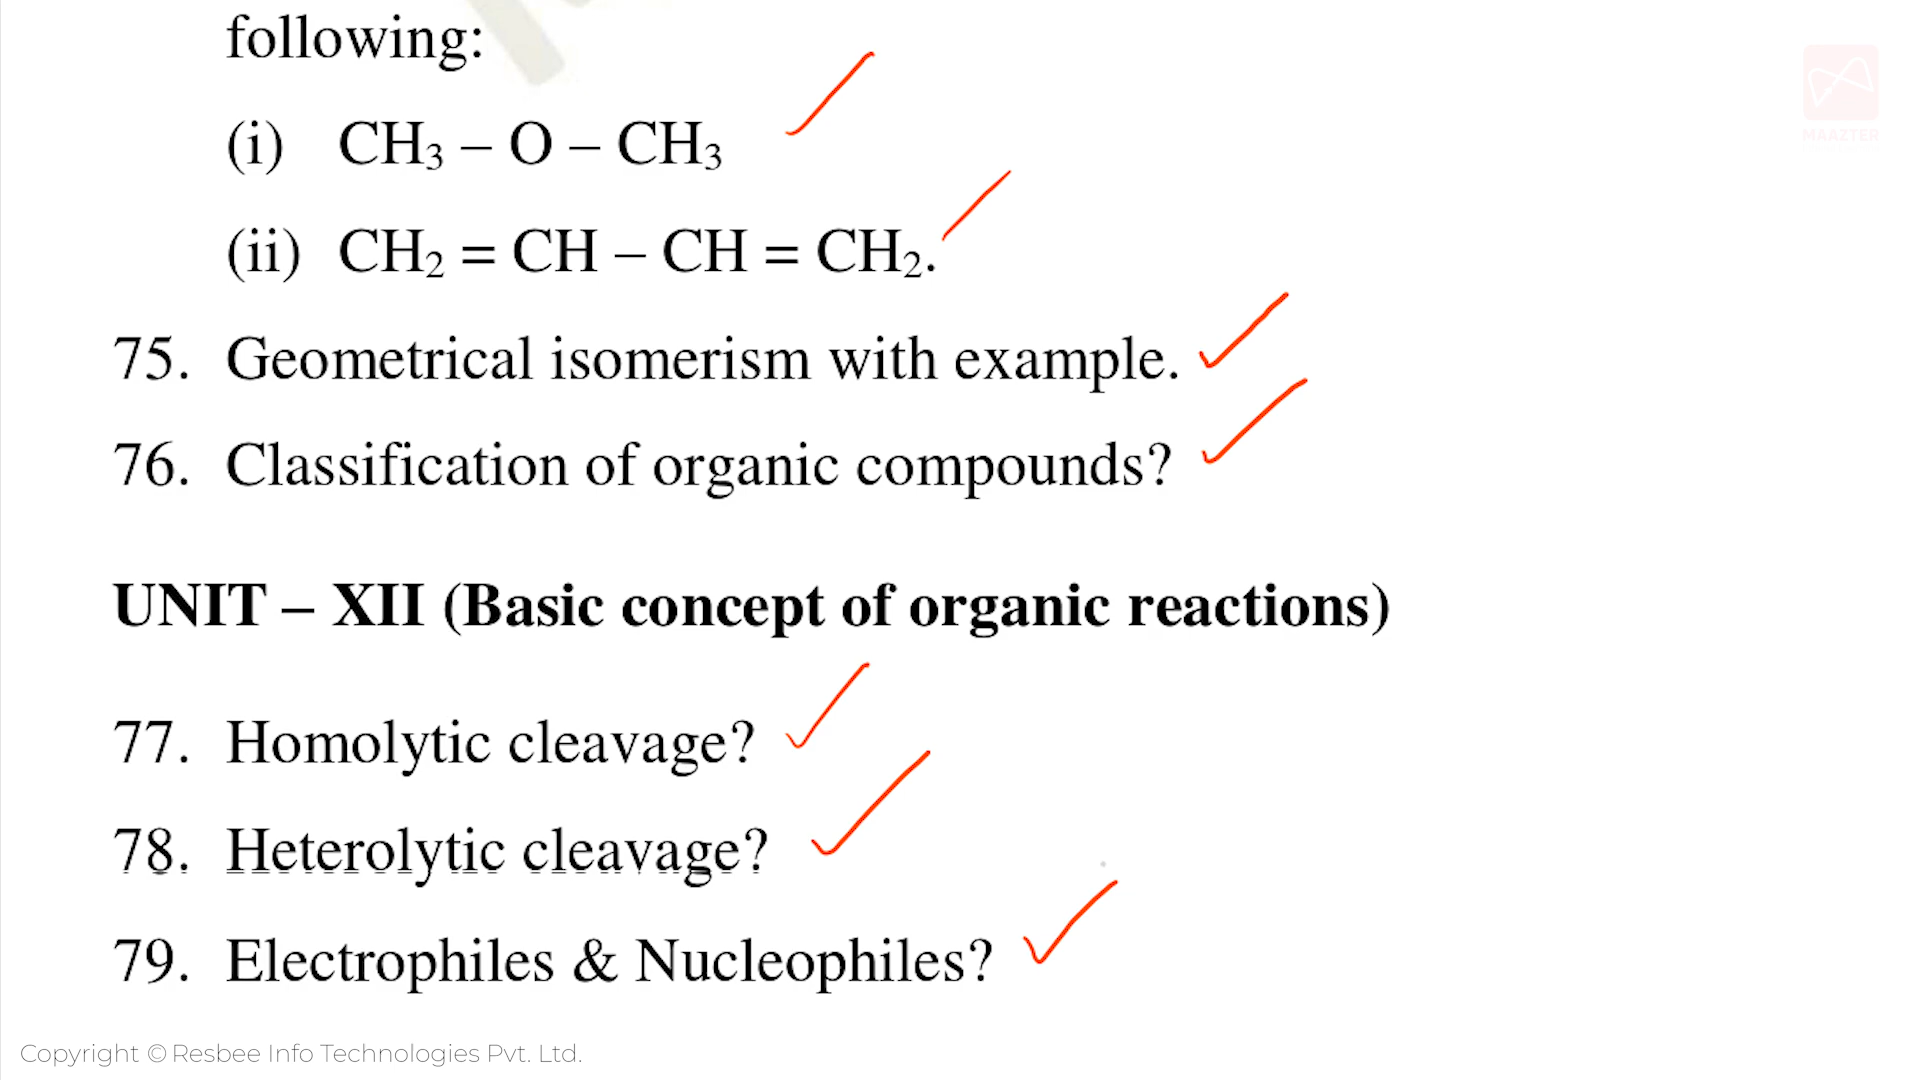 following:
MAAZTER
(i) CH₃ – O – CH₃
(ii) CH₂ = CH – CH = CH₂.
75. Geometrical isomerism with example.
76. Classification of organic compounds?
UNIT – XII (Basic concept of organic reactions)
77. Homolytic cleavage?
78. Heterolytic cleavage?
79. Electrophiles & Nucleophiles?
Copyright © Resbee Info Technologies Pvt. Ltd.